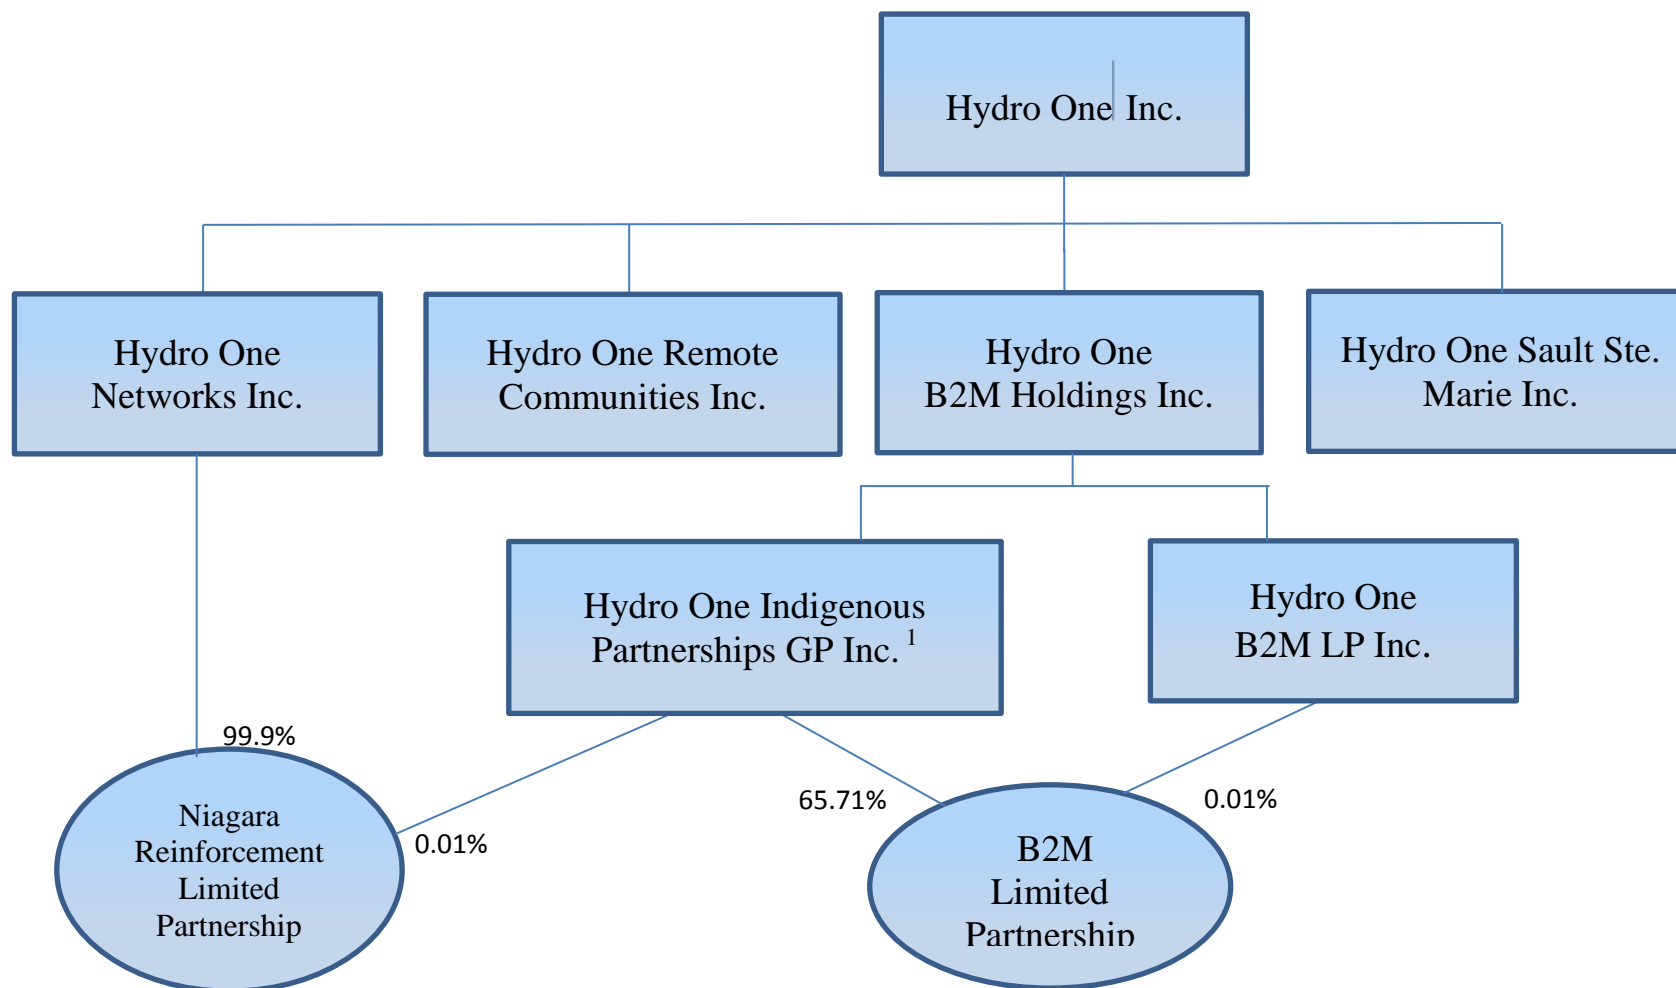 Hydro One Inc.
Hydro One
Networks Inc.
Hydro One Remote
Communities Inc.
Hydro One
B2M Holdings Inc.
Hydro One Sault Ste.
Marie Inc.
Hydro One Indigenous
Partnerships GP Inc. 1
Hydro One
B2M LP Inc.
99.9%
0.01%
65.71%
0.01%
Niagara
Reinforcement
Limited
Partnership
B2M
Limited
Partnership